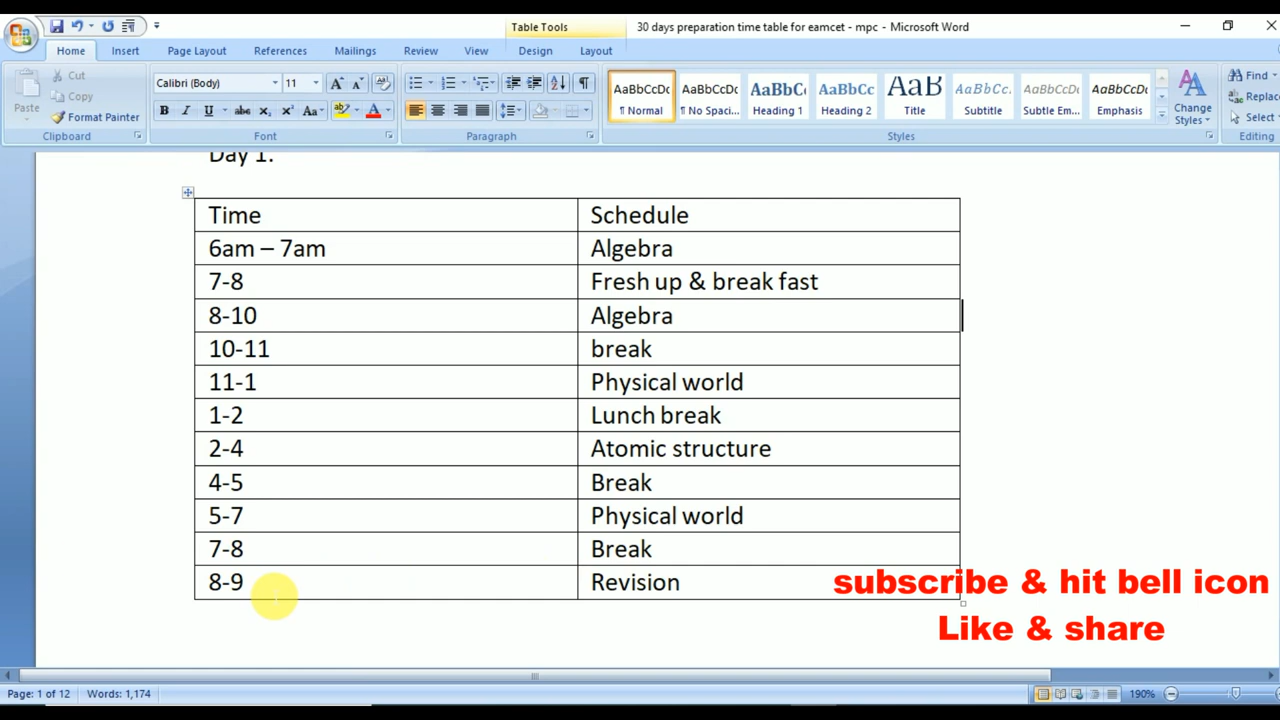 Table Tools
30 days preparation time table for eamcet - mpc - Microsoft Word
Home Insert Page Layout References Mailings Review View Design Layout
Paste
Cut
Copy
Format Painter
Clipboard
Calibri (Body) 11
B I U abc x₂ x² Aa
Font
Paragraph
AaBbCcDc AaBbCcDc AaBbCc AaBbCc AaB AaBbCc. AaBbCcDc AaBbCcDc
¶ Normal ¶ No Spaci... Heading 1 Heading 2 Title Subtitle Subtle Em... Emphasis
Change Styles
Styles
Find
Replac
Select
Editing
Day 1:
Time Schedule
6am – 7am Algebra
7-8 Fresh up & break fast
8-10 Algebra
10-11 break
11-1 Physical world
1-2 Lunch break
2-4 Atomic structure
4-5 Break
5-7 Physical world
7-8 Break
8-9 Revision
subscribe & hit bell icon
Like & share
Page: 1 of 12 Words: 1,174 190%